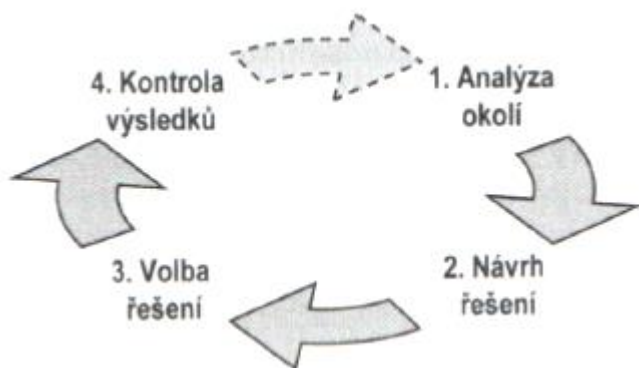 1. Analýza
okolí
2. Návrh
řešení
3. Volba
řešení
4. Kontrola
výsledků